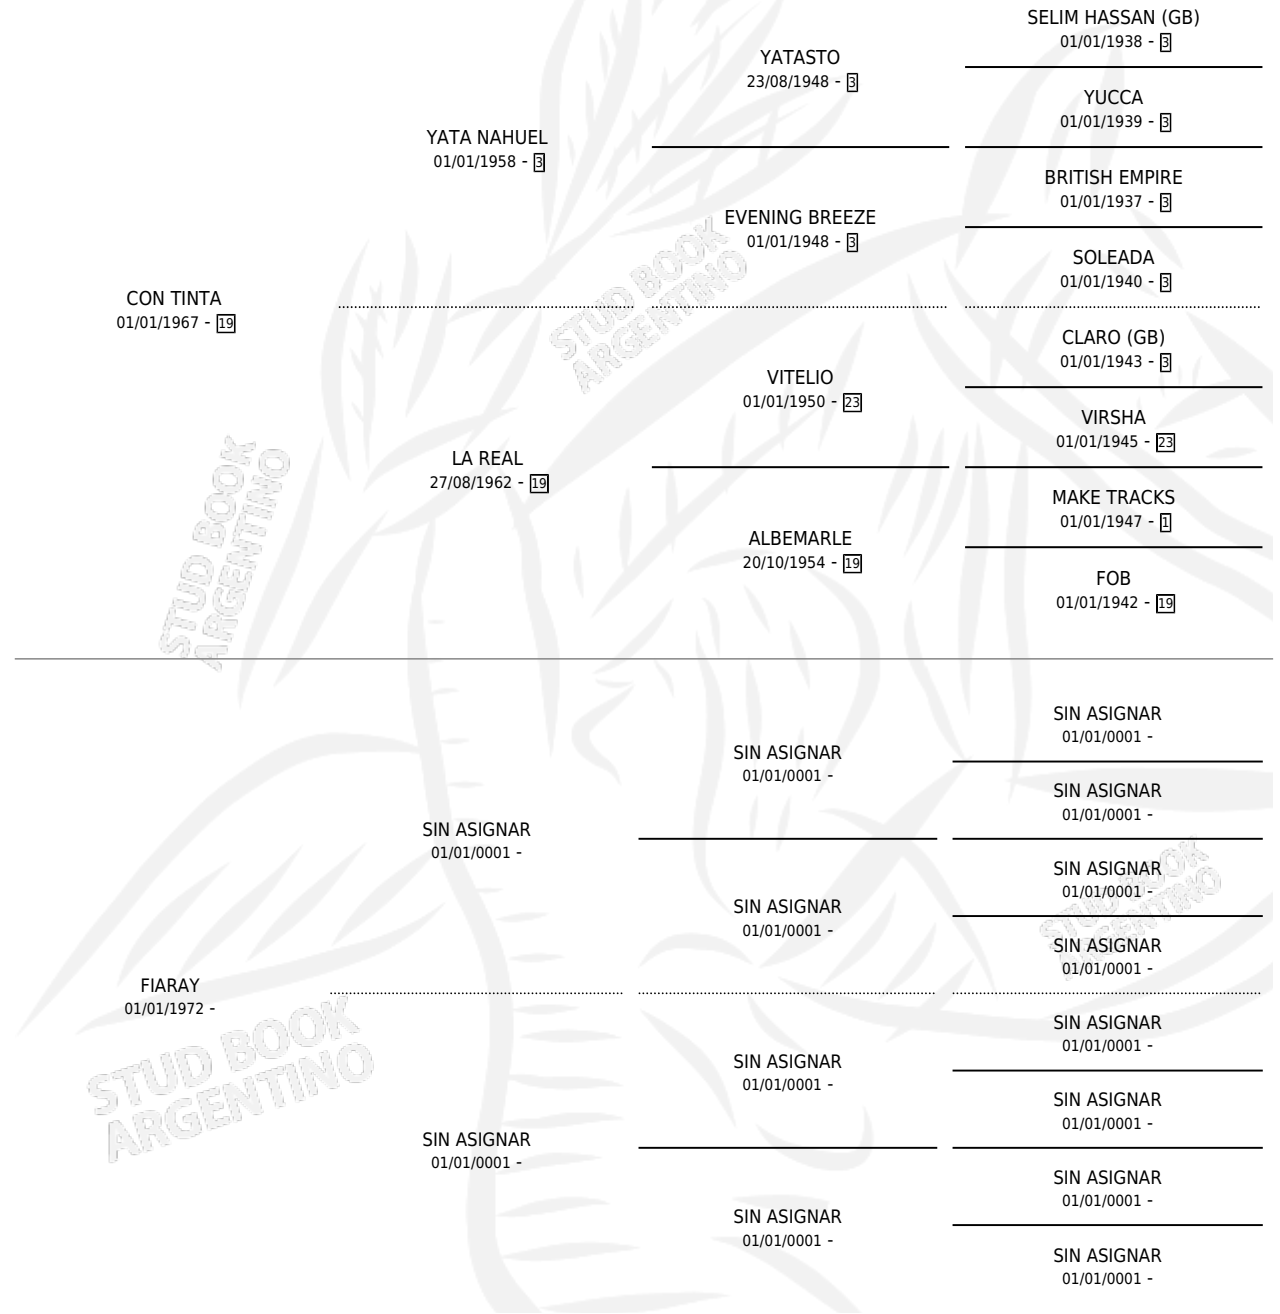 SELIM HASSAN (GB)
01/01/1938 - 3
YATASTO
23/08/1948 - 3
YUCCA
01/01/1939 - 3
YATA NAHUEL
01/01/1958 - 3
BRITISH EMPIRE
01/01/1937 - 3
EVENING BREEZE
01/01/1948 - 3
SOLEADA
01/01/1940 - 3
CON TINTA
01/01/1967 - 19
CLARO (GB)
01/01/1943 - 3
VITELIO
01/01/1950 - 23
VIRSHA
01/01/1945 - 23
LA REAL
27/08/1962 - 19
MAKE TRACKS
01/01/1947 - 1
ALBEMARLE
20/10/1954 - 19
FOB
01/01/1942 - 19
STUD BOOK
ARGENTINO
STUD BOOK
ARGENTINO
SIN ASIGNAR
01/01/0001 -
SIN ASIGNAR
01/01/0001 -
SIN ASIGNAR
01/01/0001 -
SIN ASIGNAR
01/01/0001 -
SIN ASIGNAR
01/01/0001 -
SIN ASIGNAR
01/01/0001 -
SIN ASIGNAR
01/01/0001 -
FIARAY
01/01/1972 -
SIN ASIGNAR
01/01/0001 -
SIN ASIGNAR
01/01/0001 -
SIN ASIGNAR
01/01/0001 -
SIN ASIGNAR
01/01/0001 -
SIN ASIGNAR
01/01/0001 -
SIN ASIGNAR
01/01/0001 -
SIN ASIGNAR
01/01/0001 -
STUD BOOK
ARGENTINO
STUD BOOK
ARGENTINO